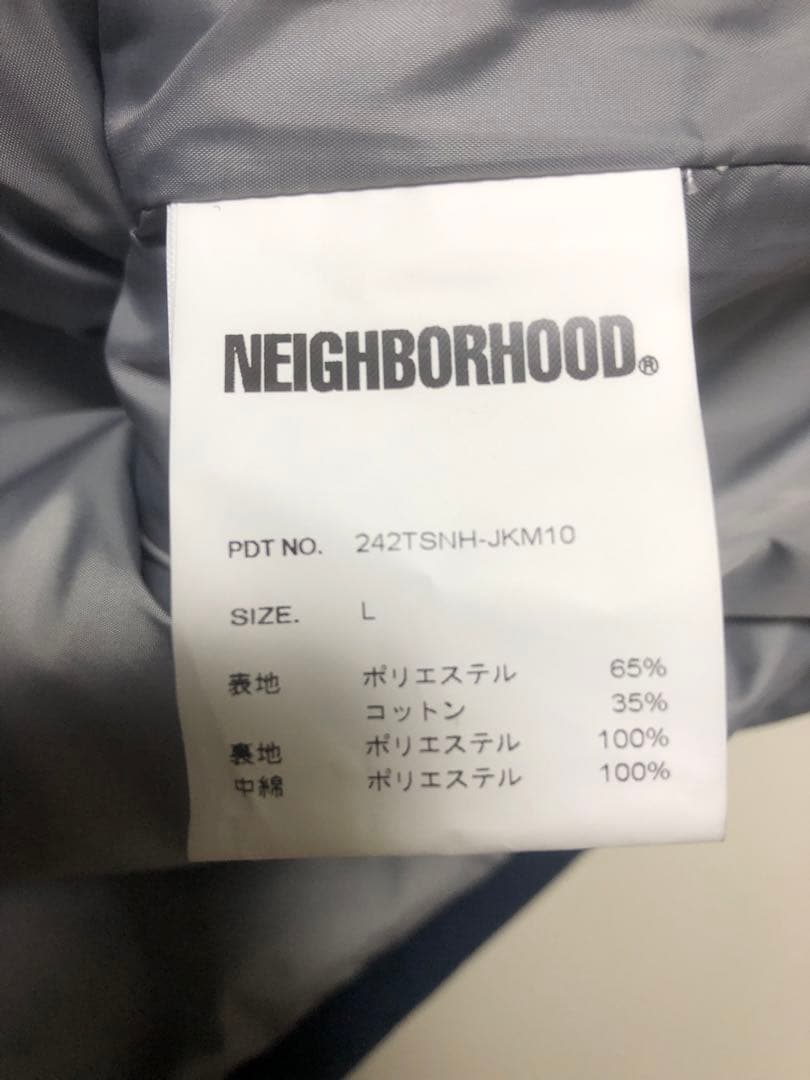 NEIGHBORHOOD®
PDT NO. 242TSNH-JKM10
SIZE. L
表地 ポリエステル 65%
コットン 35%
裏地 ポリエステル 100%
中綿 ポリエステル 100%